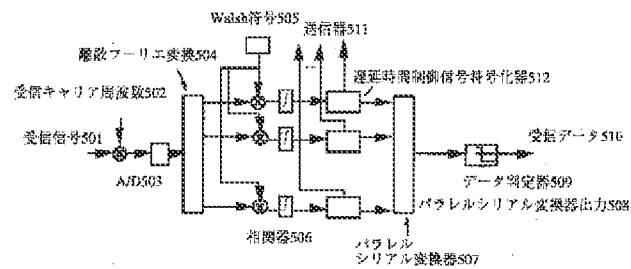 Walsh符号505
送信器511
離散フーリエ変換504
遅延時間制御信号符号化器512
受信キャリア周波数502
受信信号501
受信データ510
A/D503
データ判定器509
パラレルシリアル変換器出力508
相関器506
パラレル
シリアル変換器507